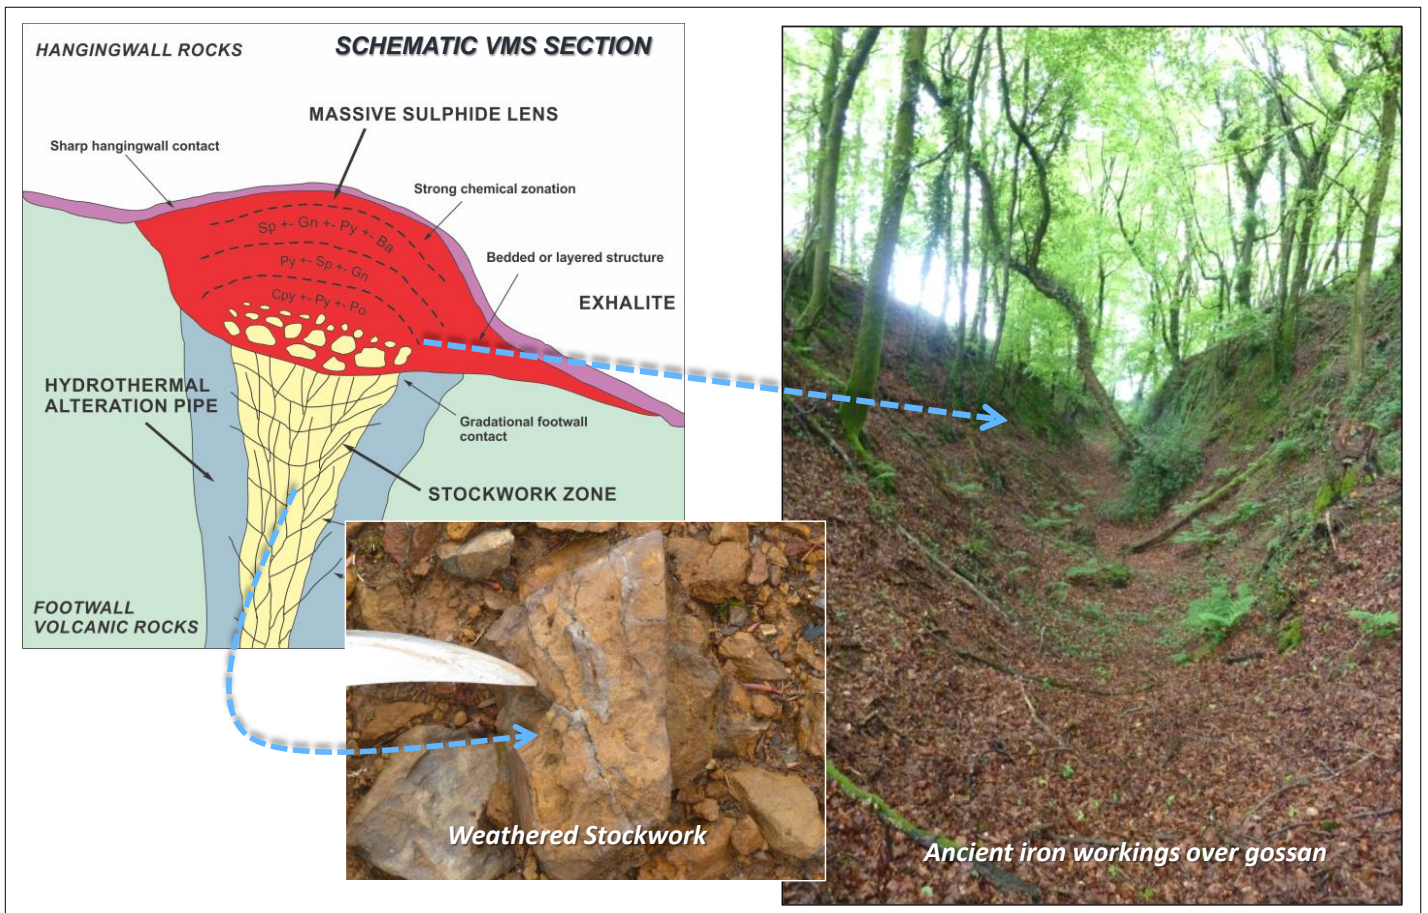 HANGINGWALL ROCKS
SCHEMATIC VMS SECTION
MASSIVE SULPHIDE LENS
Sharp hangingwall contact
Strong chemical zonation
Sp +- Gn +- Py +- Ba
Bedded or layered structure
Py +- Sp +- Gn
EXHALITE
Cpy +- Py +- Po
HYDROTHERMAL
ALTERATION PIPE
Gradational footwall
contact
STOCKWORK ZONE
FOOTWALL
VOLCANIC ROCKS
Weathered Stockwork
Ancient iron workings over gossan